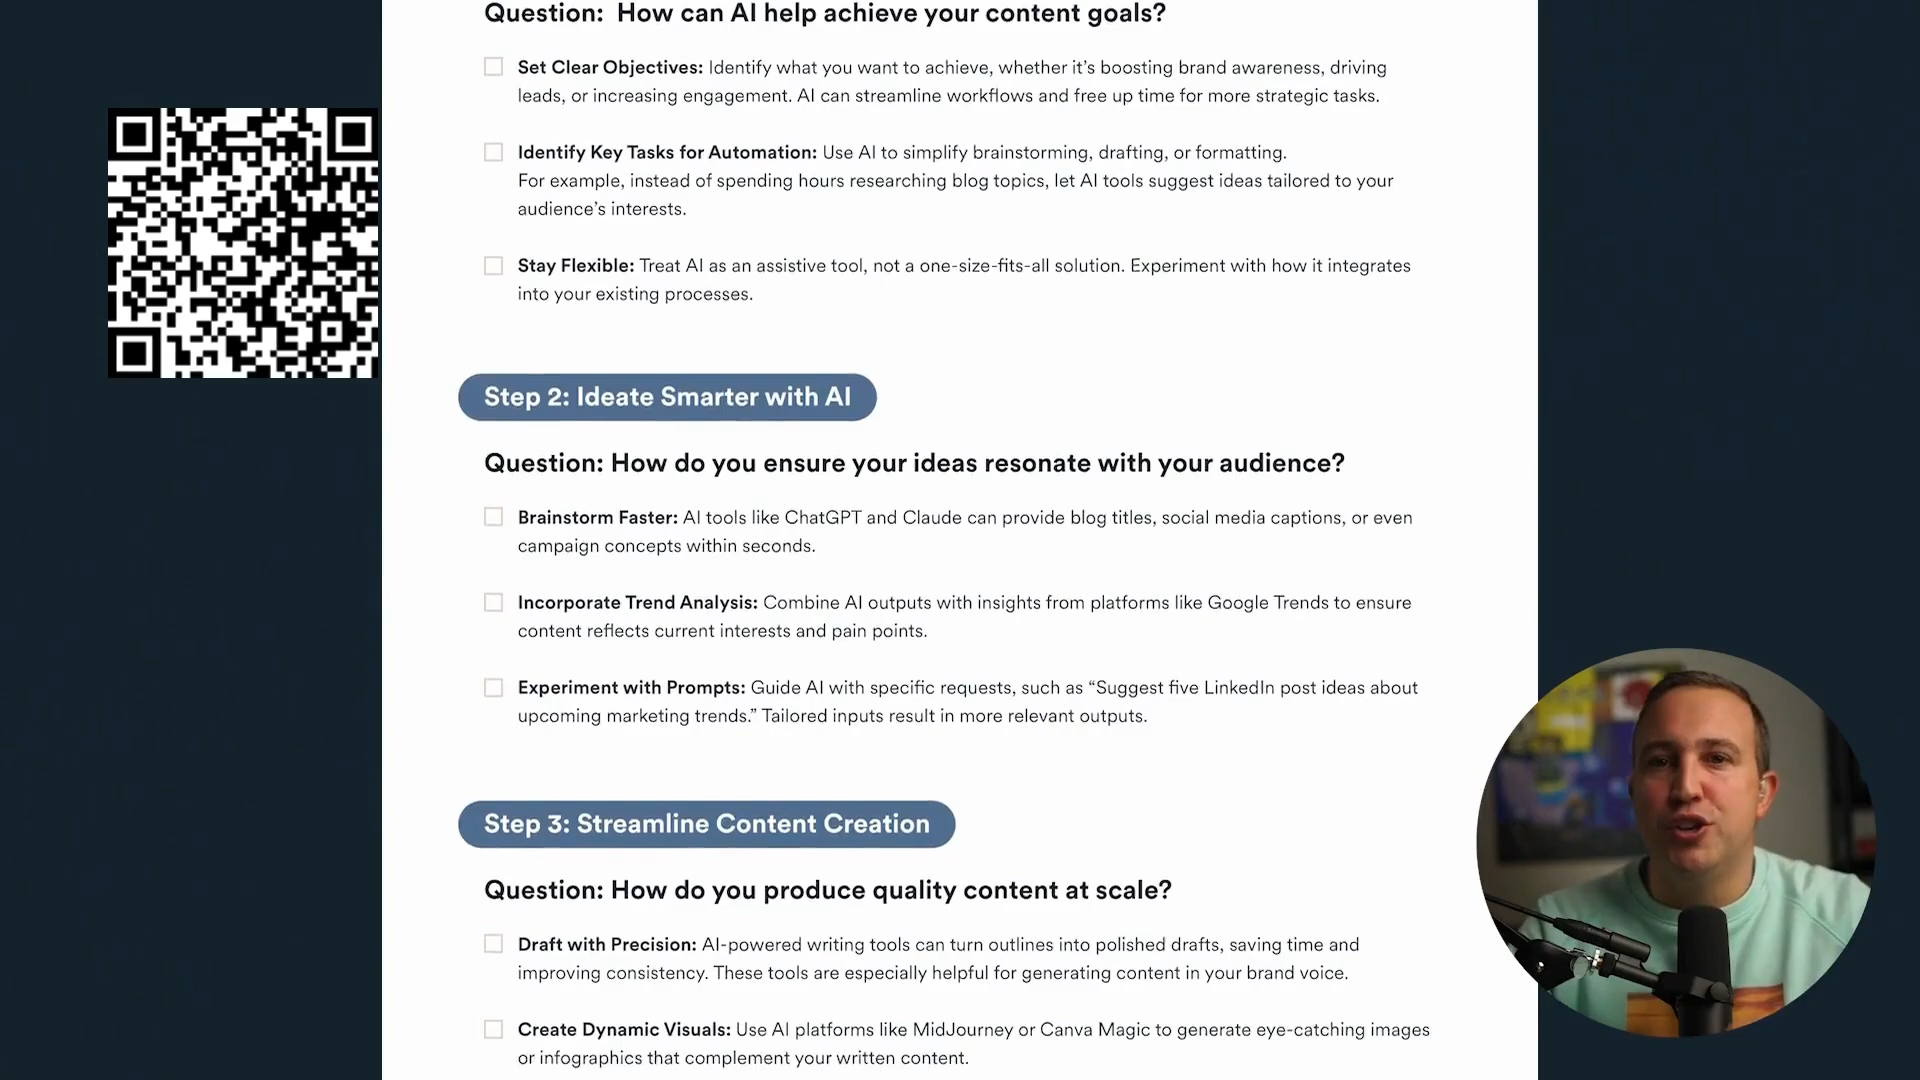 Question: How can AI help achieve your content goals?
Set Clear Objectives: Identify what you want to achieve, whether it’s boosting brand awareness, driving
leads, or increasing engagement. AI can streamline workflows and free up time for more strategic tasks.
Identify Key Tasks for Automation: Use AI to simplify brainstorming, drafting, or formatting.
For example, instead of spending hours researching blog topics, let AI tools suggest ideas tailored to your
audience’s interests.
Stay Flexible: Treat AI as an assistive tool, not a one-size-fits-all solution. Experiment with how it integrates
into your existing processes.
Step 2: Ideate Smarter with AI
Question: How do you ensure your ideas resonate with your audience?
Brainstorm Faster: AI tools like ChatGPT and Claude can provide blog titles, social media captions, or even
campaign concepts within seconds.
Incorporate Trend Analysis: Combine AI outputs with insights from platforms like Google Trends to ensure
content reflects current interests and pain points.
Experiment with Prompts: Guide AI with specific requests, such as “Suggest five LinkedIn post ideas about
upcoming marketing trends.” Tailored inputs result in more relevant outputs.
Step 3: Streamline Content Creation
Question: How do you produce quality content at scale?
Draft with Precision: AI-powered writing tools can turn outlines into polished drafts, saving time and
improving consistency. These tools are especially helpful for generating content in your brand voice.
Create Dynamic Visuals: Use AI platforms like MidJourney or Canva Magic to generate eye-catching images
or infographics that complement your written content.